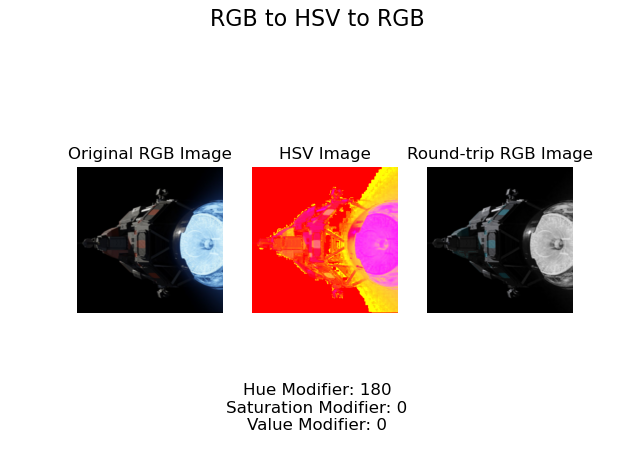 RGB to HSV to RGB
Original RGB Image
HSV Image
Round-trip RGB Image
Hue Modifier: 180
Saturation Modifier: 0
Value Modifier: 0